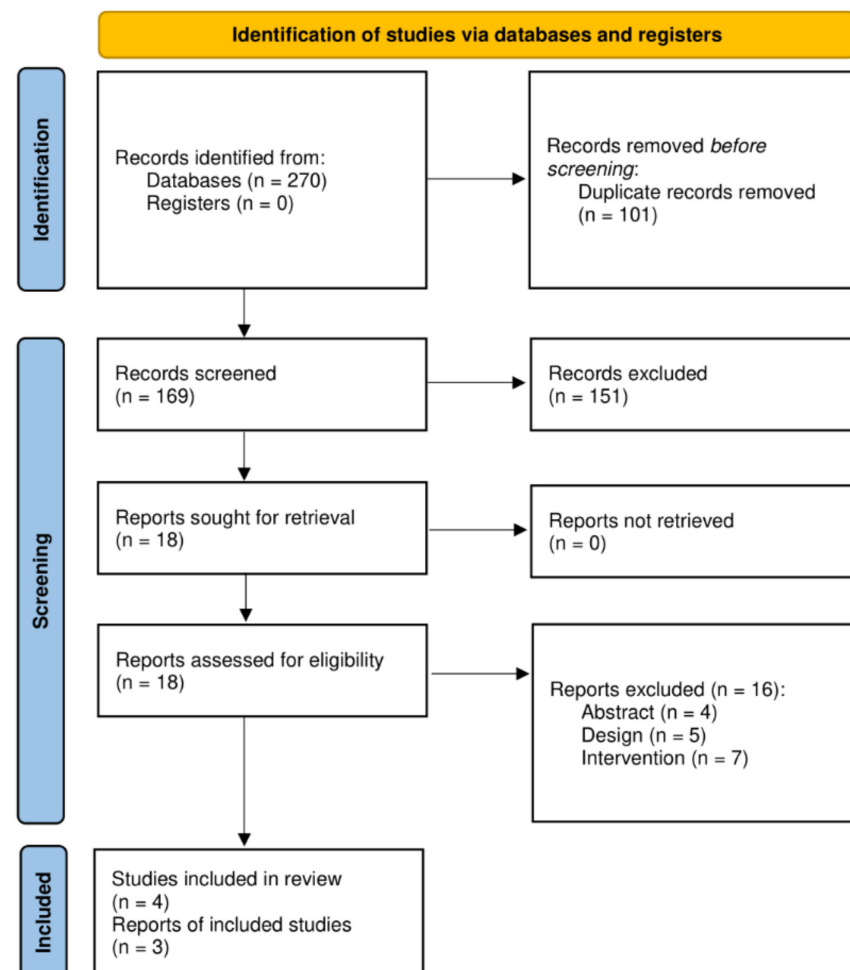 Identification of studies via databases and registers
Identification
Records identified from:
Databases (n = 270)
Registers (n = 0)
Records removed before
screening:
Duplicate records removed
(n = 101)
Screening
Records screened
(n = 169)
Records excluded
(n = 151)
Reports sought for retrieval
(n = 18)
Reports not retrieved
(n = 0)
Reports assessed for eligibility
(n = 18)
Reports excluded (n = 16):
Abstract (n = 4)
Design (n = 5)
Intervention (n = 7)
Included
Studies included in review
(n = 4)
Reports of included studies
(n = 3)